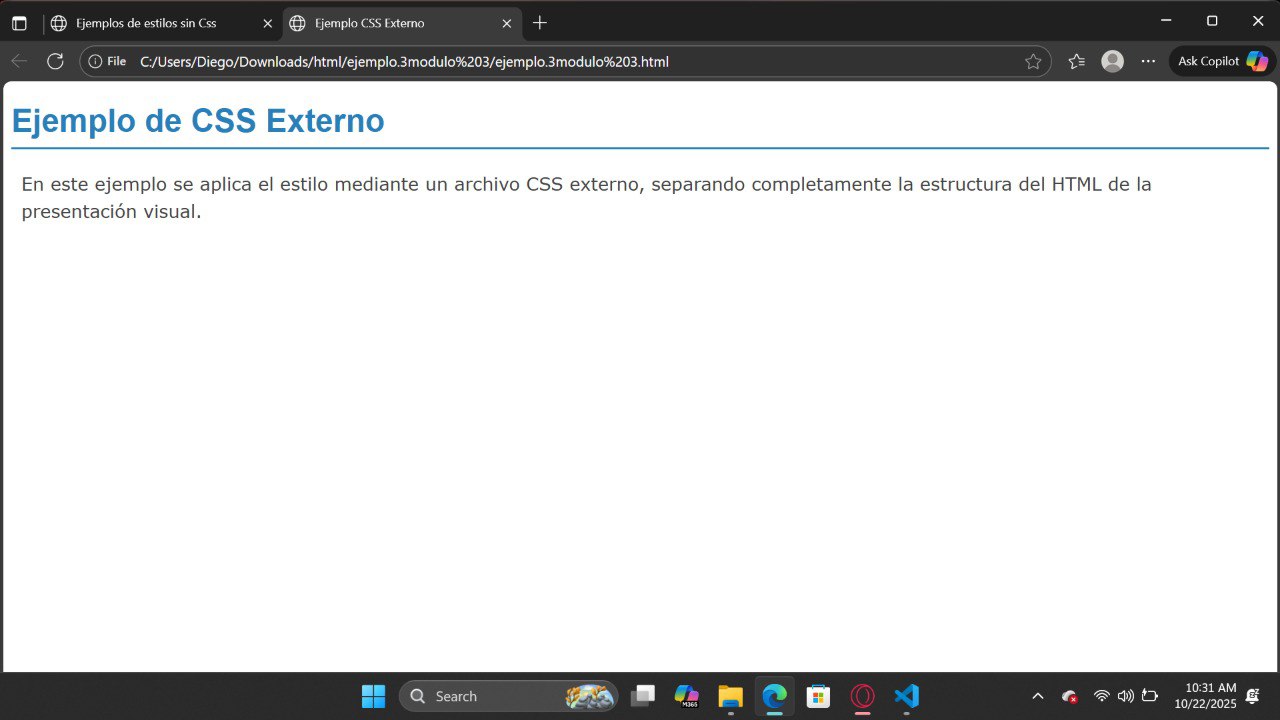 Ejemplos de estilos sin Css
Ejemplo CSS Externo
File C:/Users/Diego/Downloads/html/ejemplo.3modulo%203/ejemplo.3modulo%203.html
Ask Copilot
Ejemplo de CSS Externo
En este ejemplo se aplica el estilo mediante un archivo CSS externo, separando completamente la estructura del HTML de la
presentación visual.
Search
M365
10:31 AM
10/22/2025